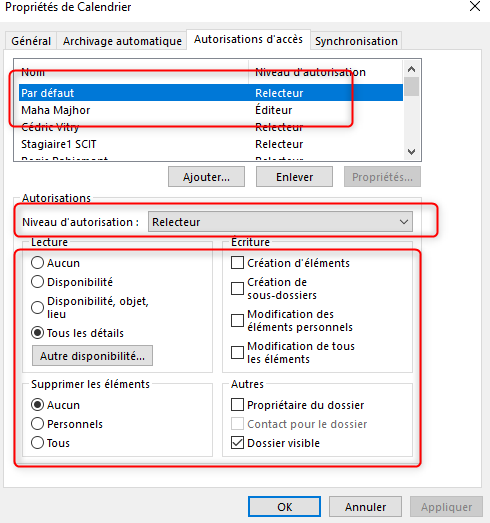 Propriétés de Calendrier
Général Archivage automatique Autorisations d'accès Synchronisation
Nom Niveau d'autorisation
Par défaut Relecteur
Maha Majhor Éditeur
Cédric Vitry Relecteur
Stagiaire1 SCIT Relecteur
Relecteur
Ajouter... Enlever Propriétés...
Autorisations
Niveau d'autorisation : Relecteur
Lecture
Aucun
Disponibilité
Disponibilité, objet,
lieu
Tous les détails
Autre disponibilité...
Écriture
Création d'éléments
Création de
sous-dossiers
Modification des
éléments personnels
Modification de tous
les éléments
Supprimer les éléments
Aucun
Personnels
Tous
Autres
Propriétaire du dossier
Contact pour le dossier
Dossier visible
OK Annuler Appliquer